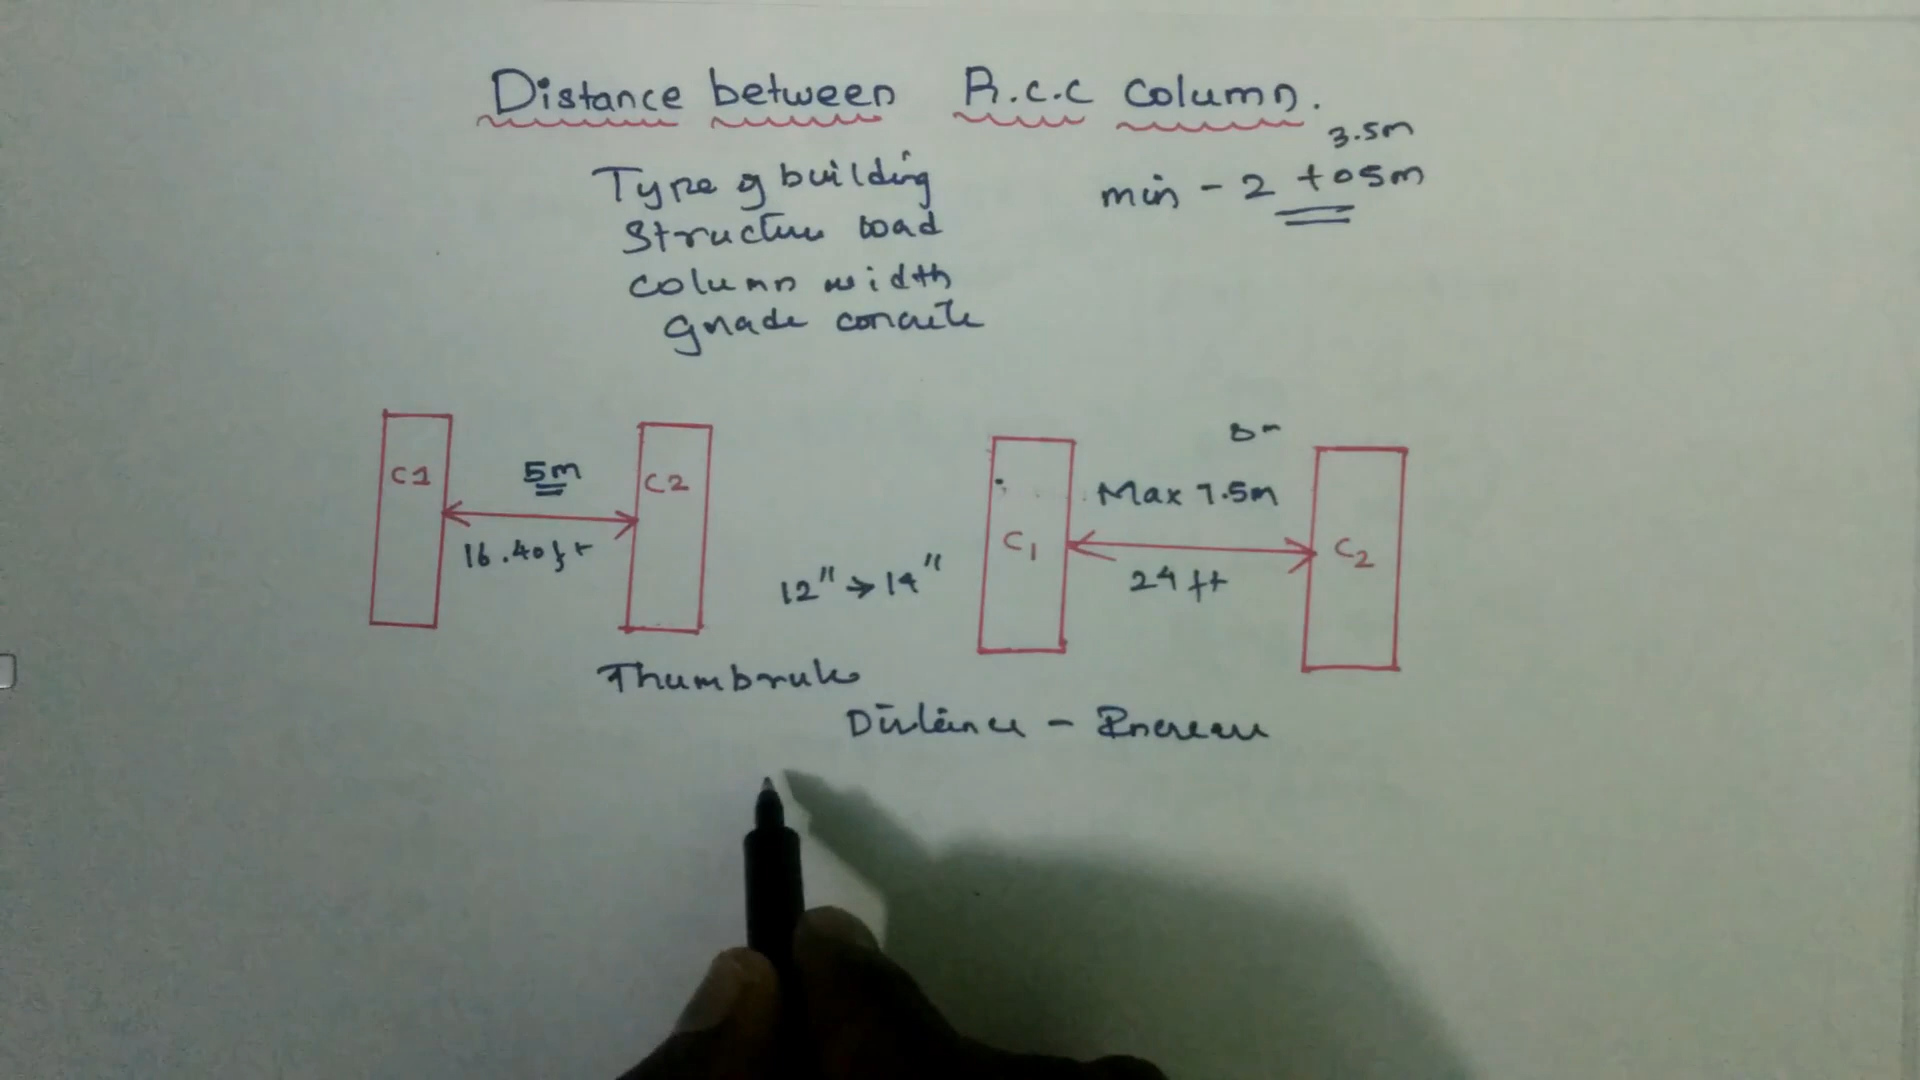 Distance between R.C.C Column.
3.5m
Type of building
min - 2 to 5m
Structure load
column width
grade concrete
C1
5m
C2
16.40ft
8m
Max 7.5m
C1
C2
24 ft
12" → 14"
Thumbrule
Distance - Increase